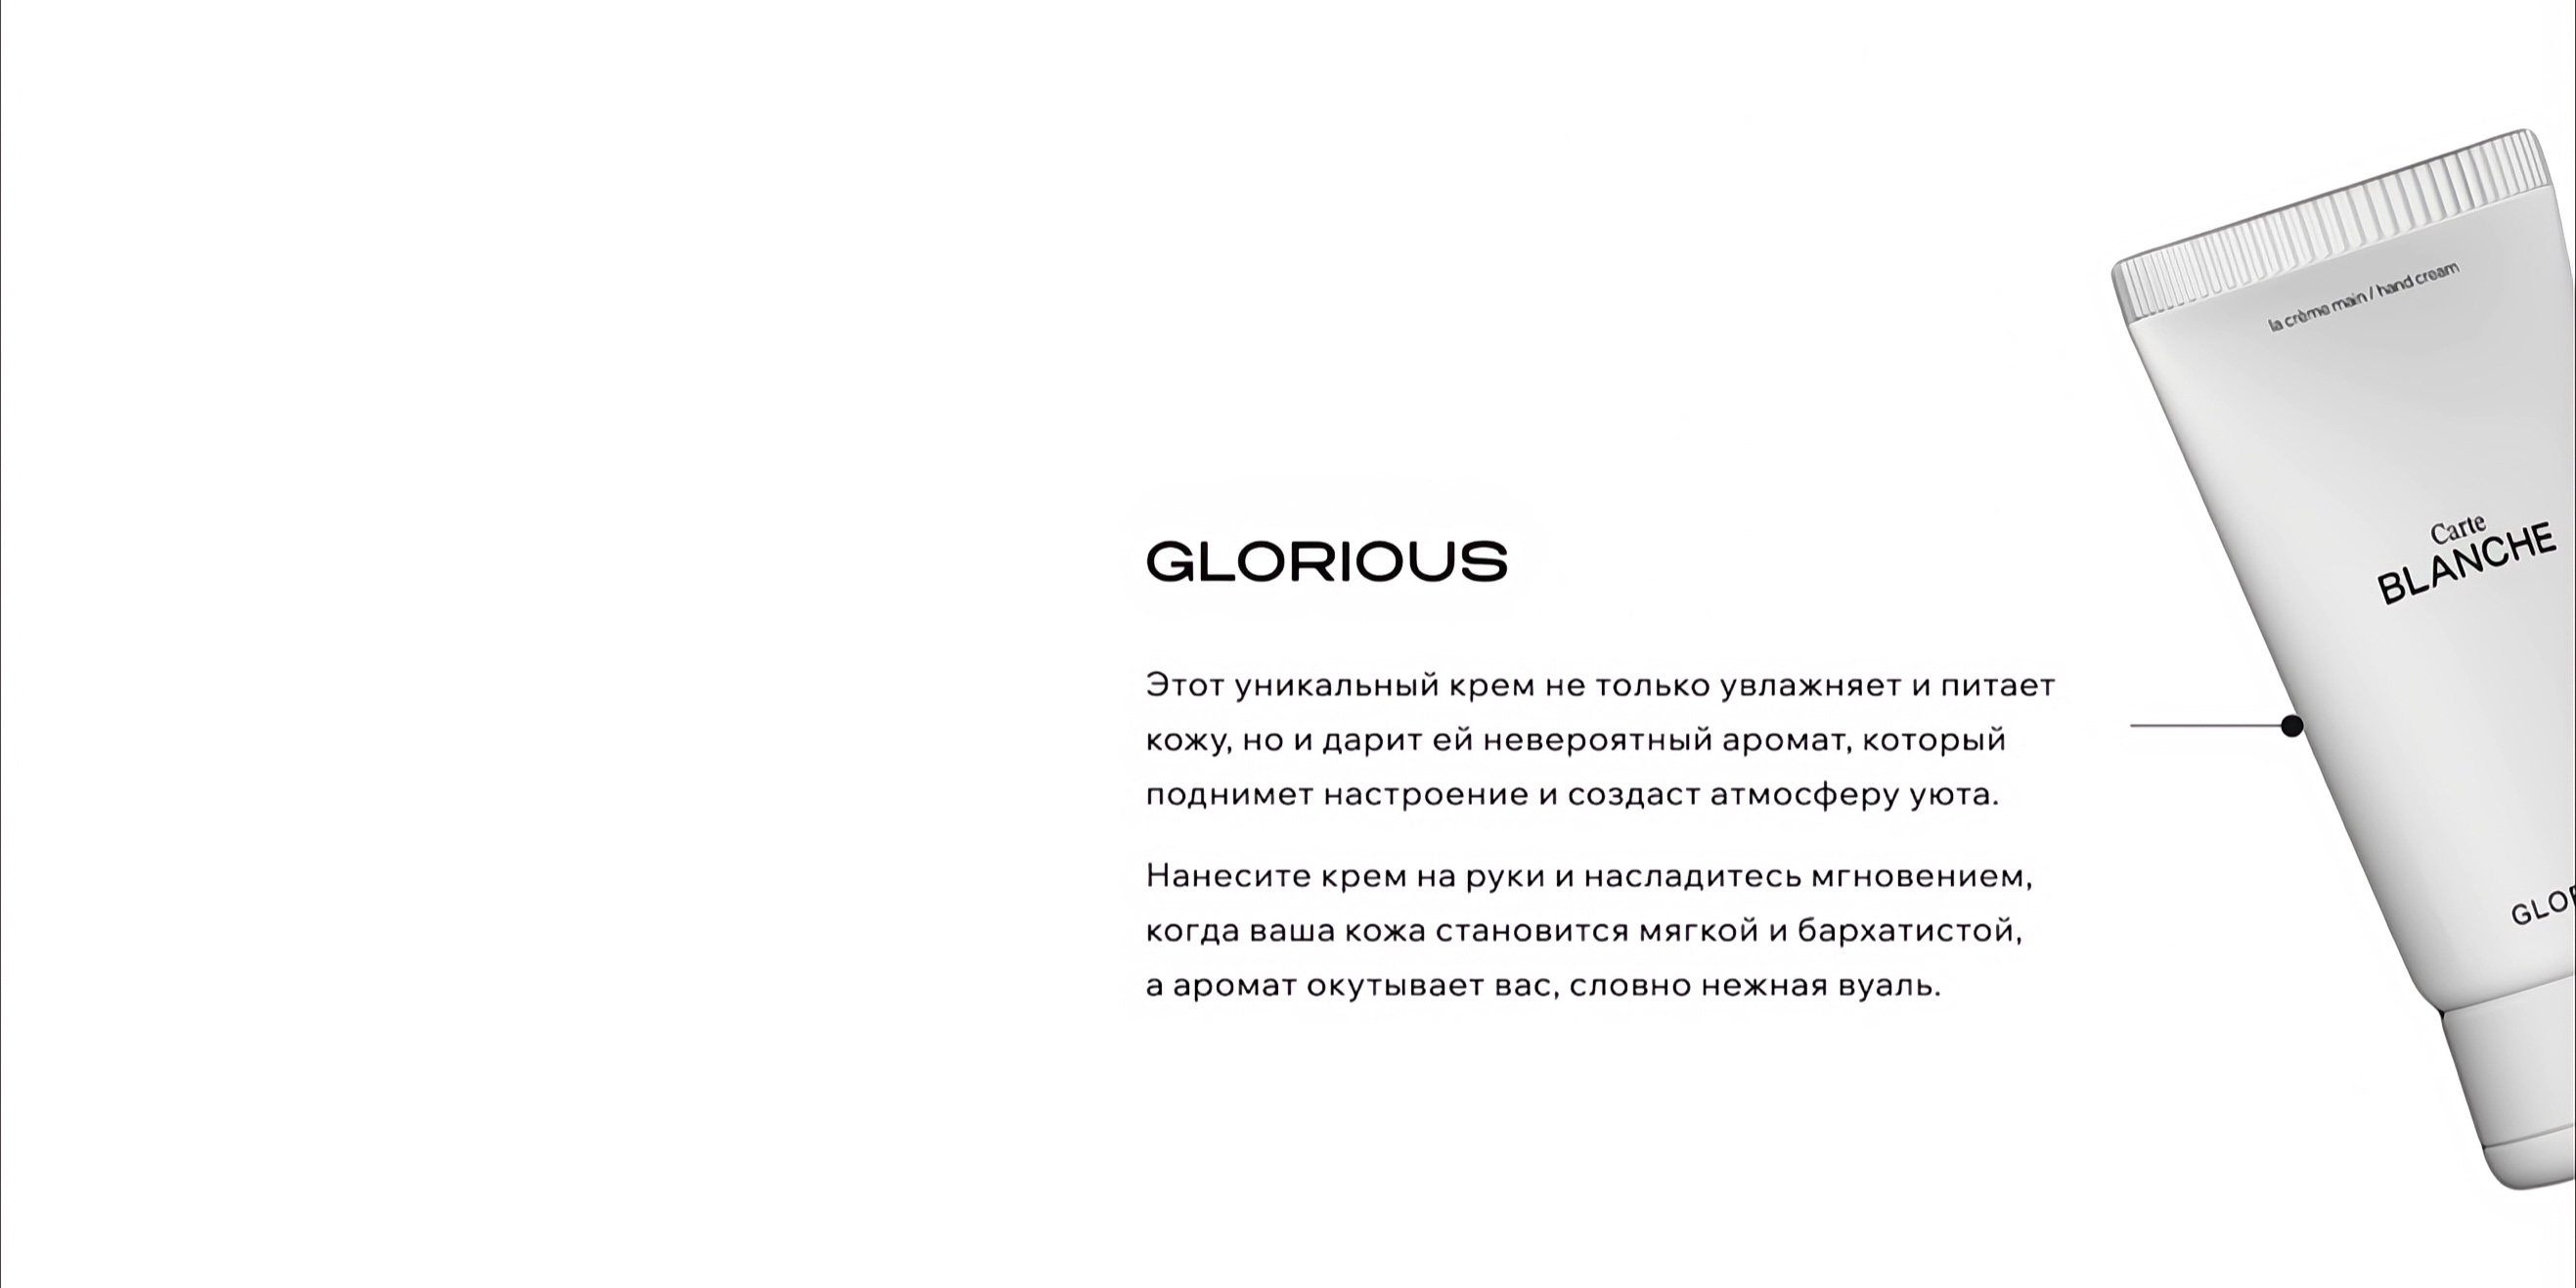 la crème main / hand cream
Carte
BLANCHE
GLORIOUS
Этот уникальный крем не только увлажняет и питает
кожу, но и дарит ей невероятный аромат, который
поднимет настроение и создаст атмосферу уюта.
Нанесите крем на руки и насладитесь мгновением,
когда ваша кожа становится мягкой и бархатистой,
а аромат окутывает вас, словно нежная вуаль.